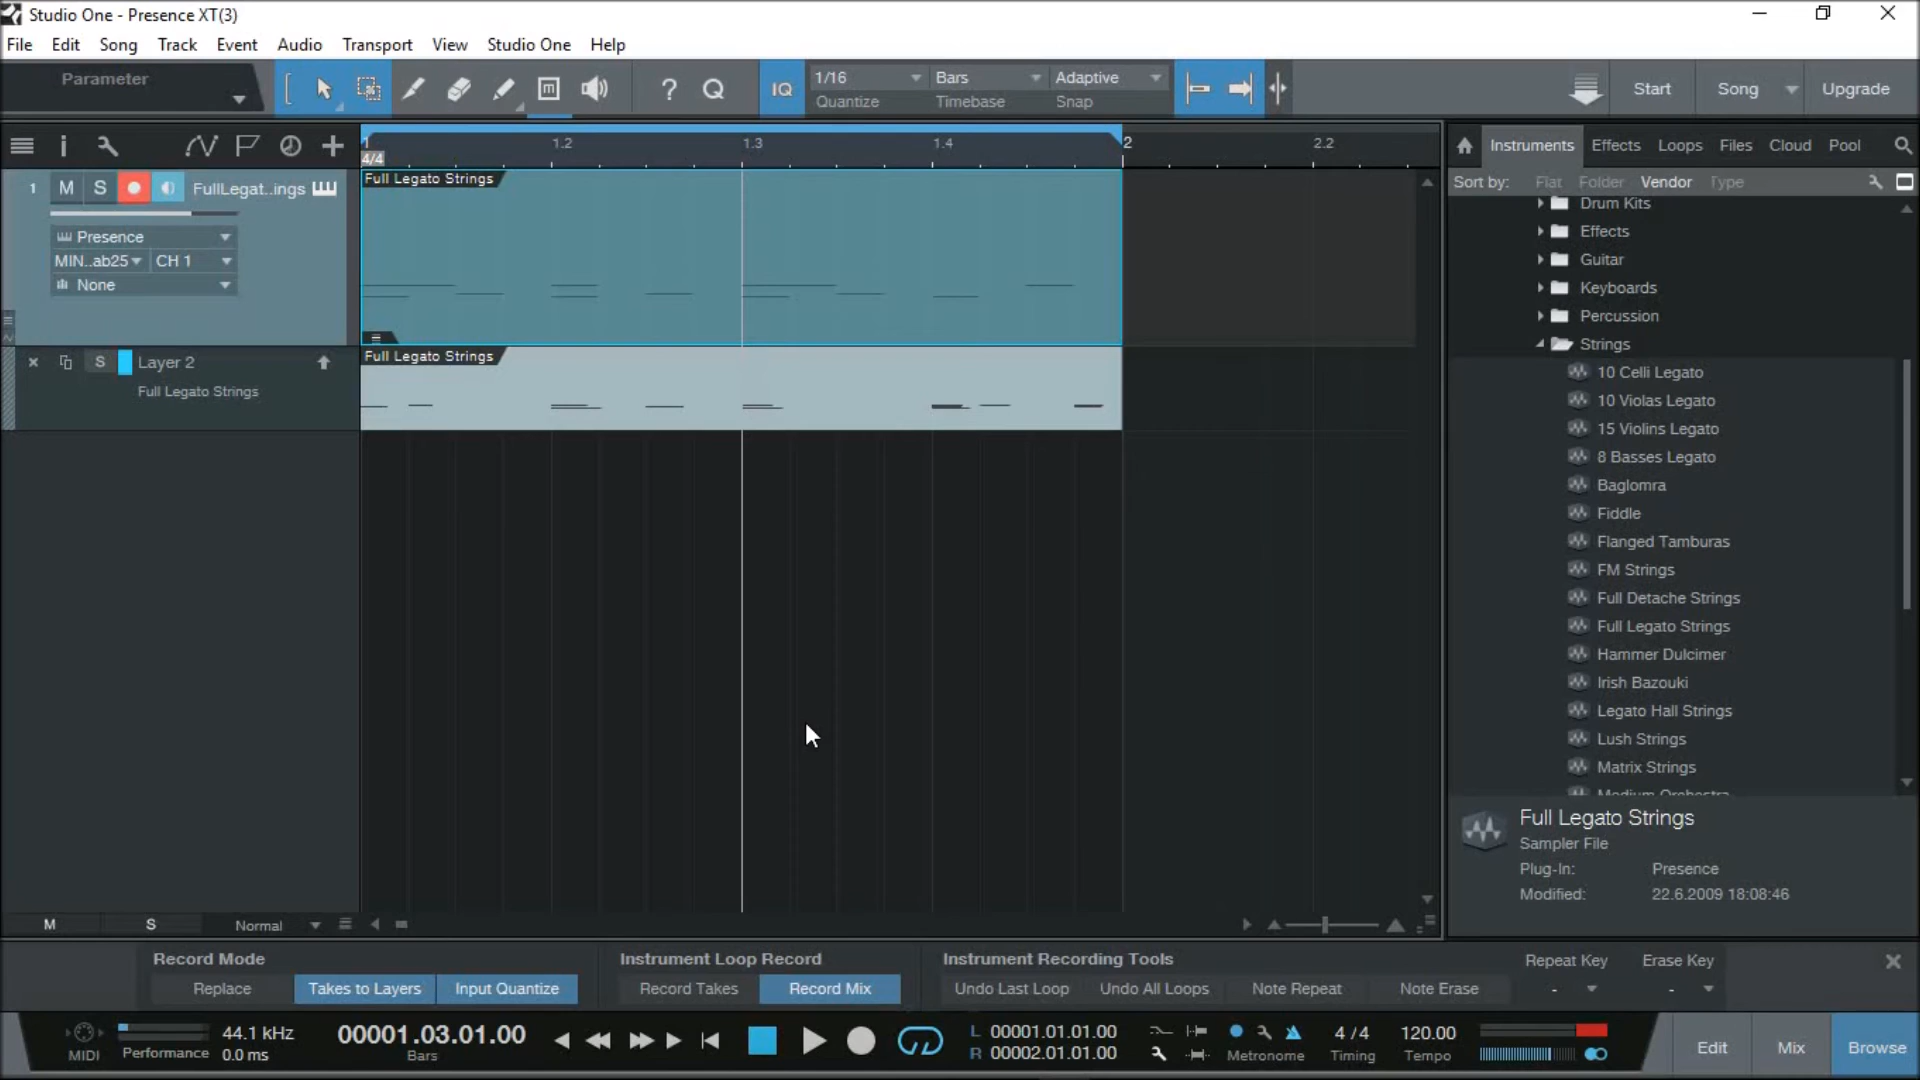 Studio One - Presence XT(3)
File Edit Song Track Event Audio Transport View Studio One Help
Parameter
? Q IQ 1/16 Bars Adaptive Start Song Upgrade
Quantize Timebase Snap
i 1 1.2 1.3 1.4 2 2.2
4/4
Instruments Effects Loops Files Cloud Pool
Sort by: Flat Folder Vendor Type
1 M S FullLegat..ings
Full Legato Strings
Presence
MIN..ab25 CH 1
None
Full Legato Strings
S Layer 2
Full Legato Strings
Drum Kits
Effects
Guitar
Keyboards
Percussion
Strings
10 Celli Legato
10 Violas Legato
15 Violins Legato
8 Basses Legato
Baglomra
Fiddle
Flanged Tamburas
FM Strings
Full Detache Strings
Full Legato Strings
Hammer Dulcimer
Irish Bazouki
Legato Hall Strings
Lush Strings
Matrix Strings
Medium Orchestra
Full Legato Strings
Sampler File
Plug-In: Presence
Modified: 22.6.2009 18:08:46
M S Normal
Record Mode Instrument Loop Record Instrument Recording Tools Repeat Key Erase Key
Replace Takes to Layers Input Quantize Record Takes Record Mix Undo Last Loop Undo All Loops Note Repeat Note Erase - -
MIDI Performance 44.1 kHz 0.0 ms
00001.03.01.00
Bars
L 00001.01.01.00
R 00002.01.01.00
Metronome
4 / 4
Timing
120.00
Tempo
Edit Mix Browse